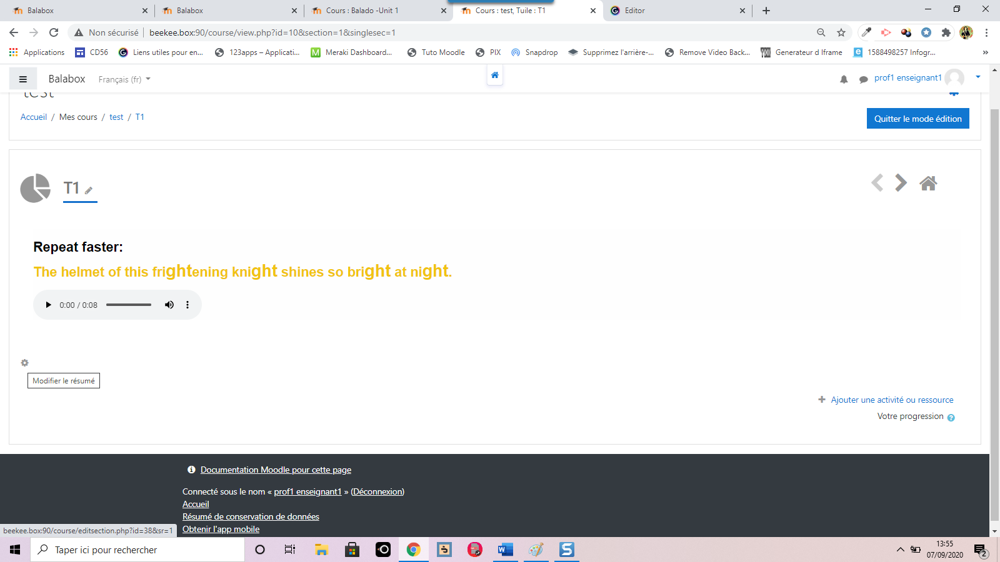 Balabox
Balabox
Cours : Balado -Unit 1
Cours : test, Tuile : T1
Editor
Non sécurisé
beekee.box:90/course/view.php?id=10&section=1&singlesec=1
Applications
CD56
Liens utiles pour en...
123apps – Applicati...
Meraki Dashboard...
Tuto Moodle
PIX
Snapdrop
Supprimez l'arrière-...
Remove Video Back...
Generateur d Iframe
1588498257 Infogr...
»
Balabox
Français (fr)
prof1 enseignant1
test
Accueil / Mes cours / test / T1
Quitter le mode édition
T1
Repeat faster:
The helmet of this frightening knight shines so bright at night.
0:00 / 0:08
Modifier le résumé
Ajouter une activité ou ressource
Votre progression
Documentation Moodle pour cette page
Connecté sous le nom « prof1 enseignant1 » (Déconnexion)
Accueil
Résumé de conservation de données
Obtenir l'app mobile
beekee.box:90/course/editsection.php?id=38&sr=1
Taper ici pour rechercher
13:55
07/09/2020
2